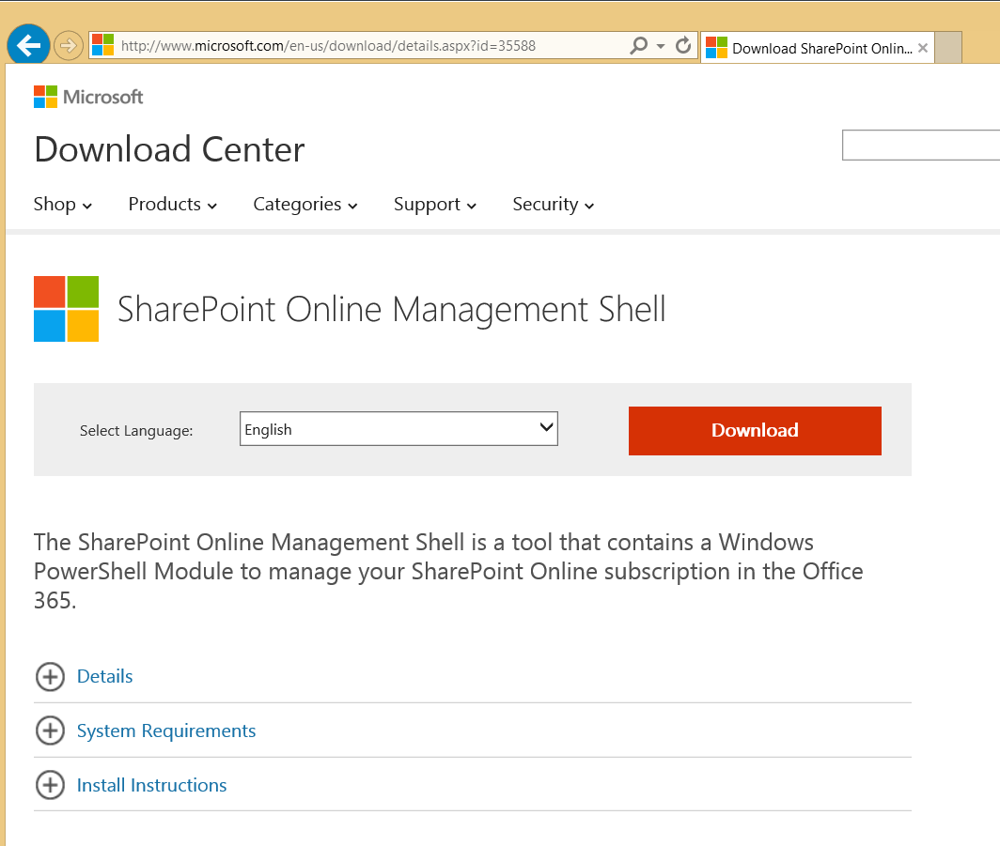 http://www.microsoft.com/en-us/download/details.aspx?id=35588
Download SharePoint Onlin...
Microsoft
Download Center
Shop Products Categories Support Security
SharePoint Online Management Shell
Select Language: English Download
The SharePoint Online Management Shell is a tool that contains a Windows
PowerShell Module to manage your SharePoint Online subscription in the Office
365.
Details
System Requirements
Install Instructions